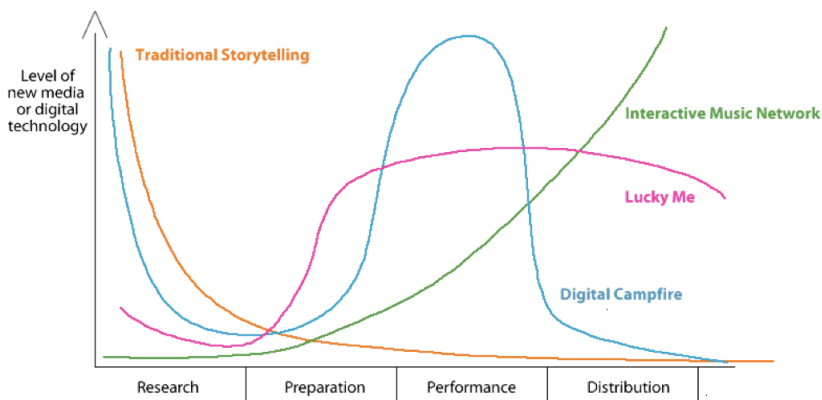 Traditional Storytelling
Level of
new media
or digital
technology
Interactive Music Network
Lucky Me
Digital Campfire
Research
Preparation
Performance
Distribution